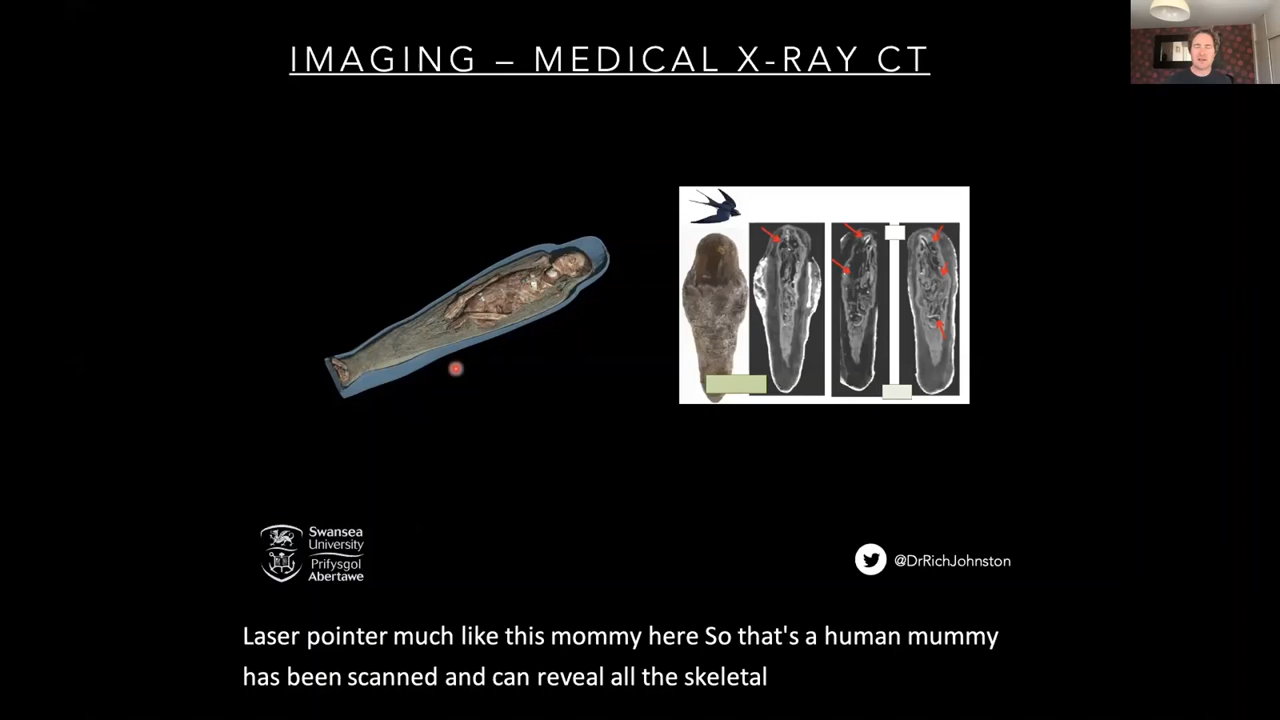 IMAGING – MEDICAL X-RAY CT
Swansea
University
Prifysgol
Abertawe
@DrRichJohnston
Laser pointer much like this mommy here So that's a human mummy
has been scanned and can reveal all the skeletal